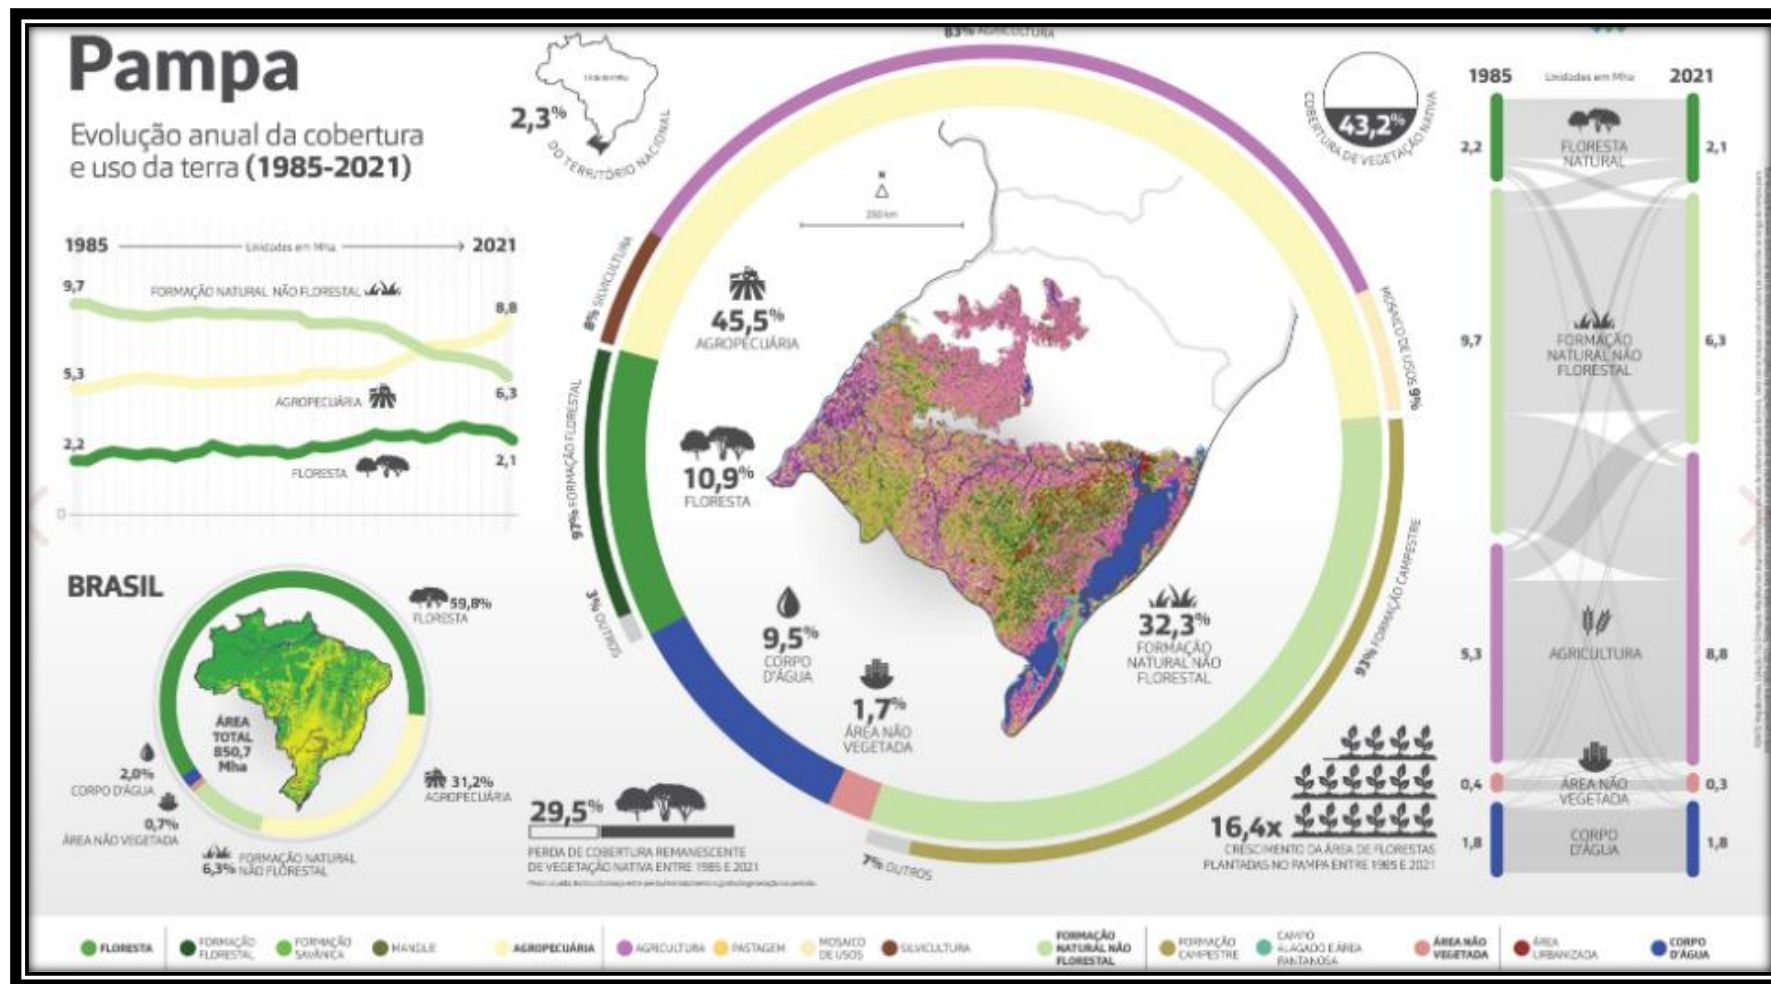 Pampa
Evolução anual da cobertura
e uso da terra (1985-2021)
2,3%
DO TERRITÓRIO NACIONAL
1985
Unidades em Mha
2021
9,7
FORMAÇÃO NATURAL NÃO FLORESTAL
8,8
5,3
AGROPECUÁRIA
6,3
2,2
FLORESTA
2,1
0
BRASIL
59,8%
FLORESTA
ÁREA
TOTAL
850,7
Mha
31,2%
AGROPECUÁRIA
2,0%
CORPO D'ÁGUA
0,7%
ÁREA NÃO VEGETADA
6,3%
FORMAÇÃO NATURAL
NÃO FLORESTAL
83% AGRICULTURA
8% SILVICULTURA
MOSAICO DE USOS 9%
97% FORMAÇÃO FLORESTAL
3% OUTROS
93% FORMAÇÃO CAMPESTRE
7% OUTROS
N
250 km
45,5%
AGROPECUÁRIA
10,9%
FLORESTA
9,5%
CORPO
D'ÁGUA
1,7%
ÁREA NÃO
VEGETADA
32,3%
FORMAÇÃO
NATURAL NÃO
FLORESTAL
29,5%
PERDA DE COBERTURA REMANESCENTE
DE VEGETAÇÃO NATIVA ENTRE 1985 E 2021
43,2%
COBERTURA DE VEGETAÇÃO NATIVA
16,4x
CRESCIMENTO DA ÁREA DE FLORESTAS
PLANTADAS NO PAMPA ENTRE 1985 E 2021
1985
Unidades em Mha
2021
2,2
FLORESTA
NATURAL
2,1
9,7
FORMAÇÃO
NATURAL NÃO
FLORESTAL
6,3
5,3
AGRICULTURA
8,8
0,4
ÁREA NÃO
VEGETADA
0,3
1,8
CORPO
D'ÁGUA
1,8
FLORESTA
FORMAÇÃO
FLORESTAL
FORMAÇÃO
SAVÂNICA
MANGUE
AGROPECUÁRIA
AGRICULTURA
PASTAGEM
MOSAICO
DE USOS
SILVICULTURA
FORMAÇÃO
NATURAL NÃO
FLORESTAL
FORMAÇÃO
CAMPESTRE
CAMPO
ALAGADO E ÁREA
PANTANOSA
ÁREA NÃO
VEGETADA
ÁREA
URBANIZADA
CORPO
D'ÁGUA